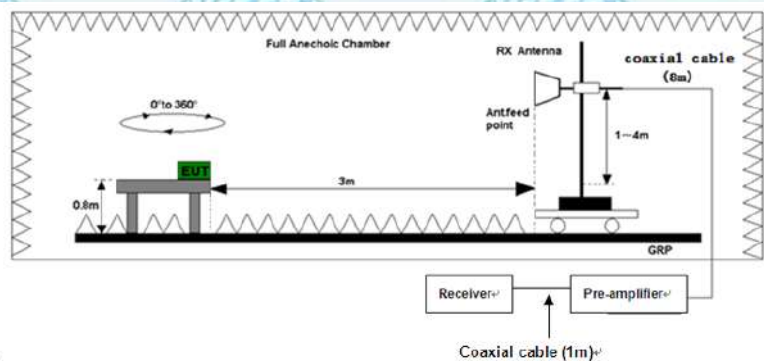 Full Anechoic Chamber
RX Antenna
coaxial cable
(8m)
0°to 360°
Ant.feed
point
1~4m
EUT
3m
0.8m
GRP
Receiver↵
Pre-amplifier↵
Coaxial cable (1m)↵